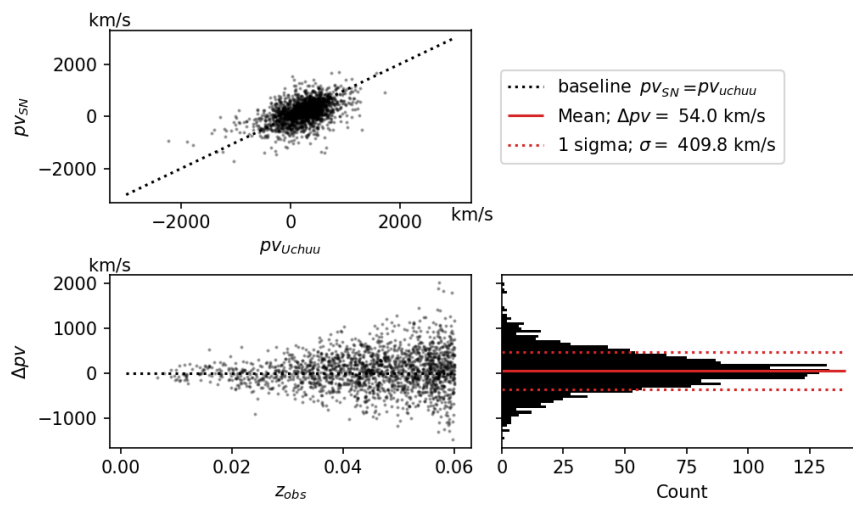 km/s
2000
0
−2000
pv_SN
−2000 0 2000
km/s
pv_Uchuu
baseline pv_SN =pv_uchuu
Mean; Δpv = 54.0 km/s
1 sigma; σ = 409.8 km/s
km/s
2000
1000
0
−1000
Δpv
0.00 0.02 0.04 0.06
z_obs
0 25 50 75 100 125
Count